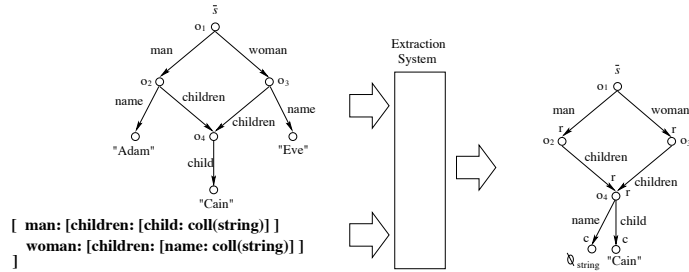 s̄
o1
man
woman
o2
o3
name
children
children
name
"Adam"
o4
"Eve"
child
"Cain"
[ man: [children: [child: coll(string)] ]
woman: [children: [name: coll(string)] ]
]
Extraction
System
s̄
o1
man
woman
r
r
o2
o3
children
children
r
r
o4
name
child
c
c
∅ string "Cain"